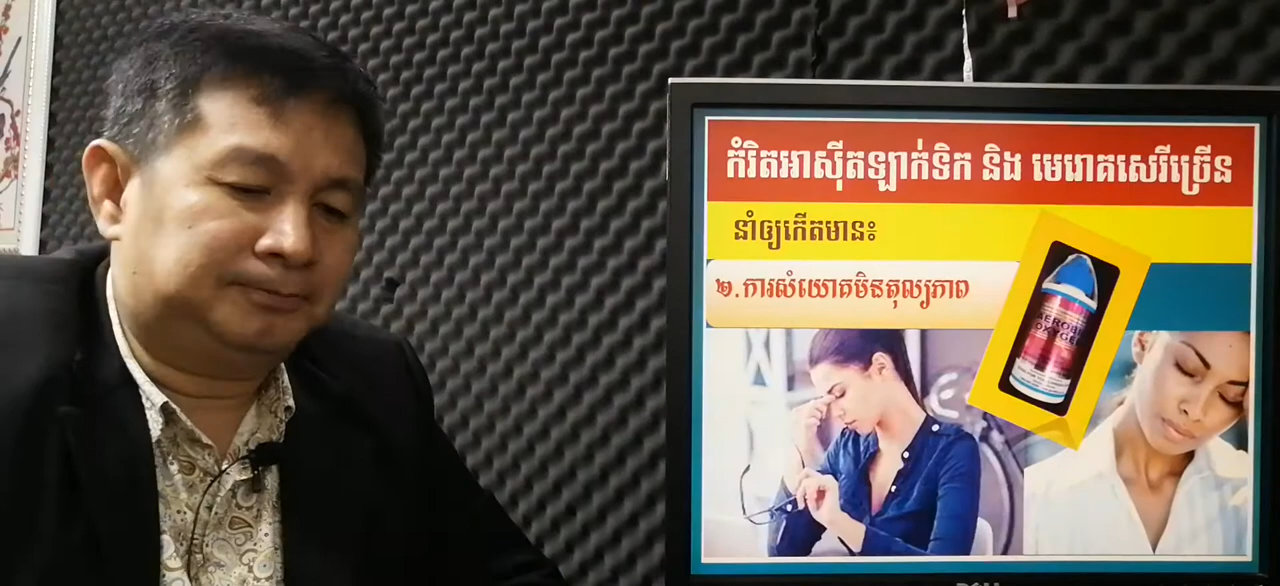 កំរិតអាស៊ីតឡាក់ទិក និង មេរោគសេរីច្រើន
នាំឲ្យកើតមាន៖
២.ការសំយោគមិនតុល្យភាព
AEROBIC
OXYGEN